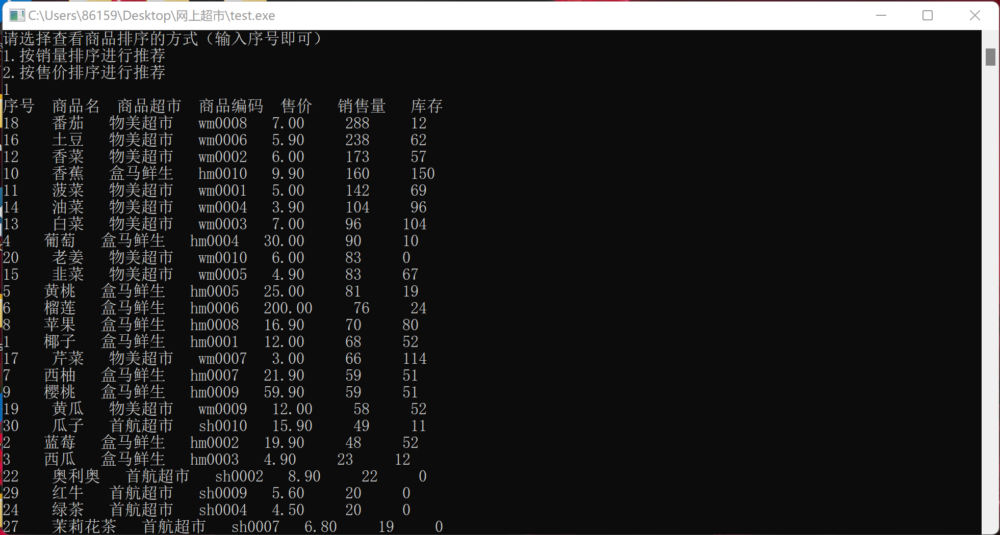 C:\Users\86159\Desktop\网上超市\test.exe
请选择查看商品排序的方式（输入序号即可）
1.按销量排序进行推荐
2.按售价排序进行推荐
1
序号 商品名 商品超市 商品编码 售价 销售量 库存
18 番茄 物美超市 wm0008 7.00 288 12
16 土豆 物美超市 wm0006 5.90 238 62
12 香菜 物美超市 wm0002 6.00 173 57
10 香蕉 盒马鲜生 hm0010 9.90 160 150
11 菠菜 物美超市 wm0001 5.00 142 69
14 油菜 物美超市 wm0004 3.90 104 96
13 白菜 物美超市 wm0003 7.00 96 104
4 葡萄 盒马鲜生 hm0004 30.00 90 10
20 老姜 物美超市 wm0010 6.00 83 0
15 韭菜 物美超市 wm0005 4.90 83 67
5 黄桃 盒马鲜生 hm0005 25.00 81 19
6 榴莲 盒马鲜生 hm0006 200.00 76 24
8 苹果 盒马鲜生 hm0008 16.90 70 80
1 椰子 盒马鲜生 hm0001 12.00 68 52
17 芹菜 物美超市 wm0007 3.00 66 114
7 西柚 盒马鲜生 hm0007 21.90 59 51
9 樱桃 盒马鲜生 hm0009 59.90 59 51
19 黄瓜 物美超市 wm0009 12.00 58 52
30 瓜子 首航超市 sh0010 15.90 49 11
2 蓝莓 盒马鲜生 hm0002 19.90 48 52
3 西瓜 盒马鲜生 hm0003 4.90 23 12
22 奥利奥 首航超市 sh0002 8.90 22 0
29 红牛 首航超市 sh0009 5.60 20 0
24 绿茶 首航超市 sh0004 4.50 20 0
27 茉莉花茶 首航超市 sh0007 6.80 19 0